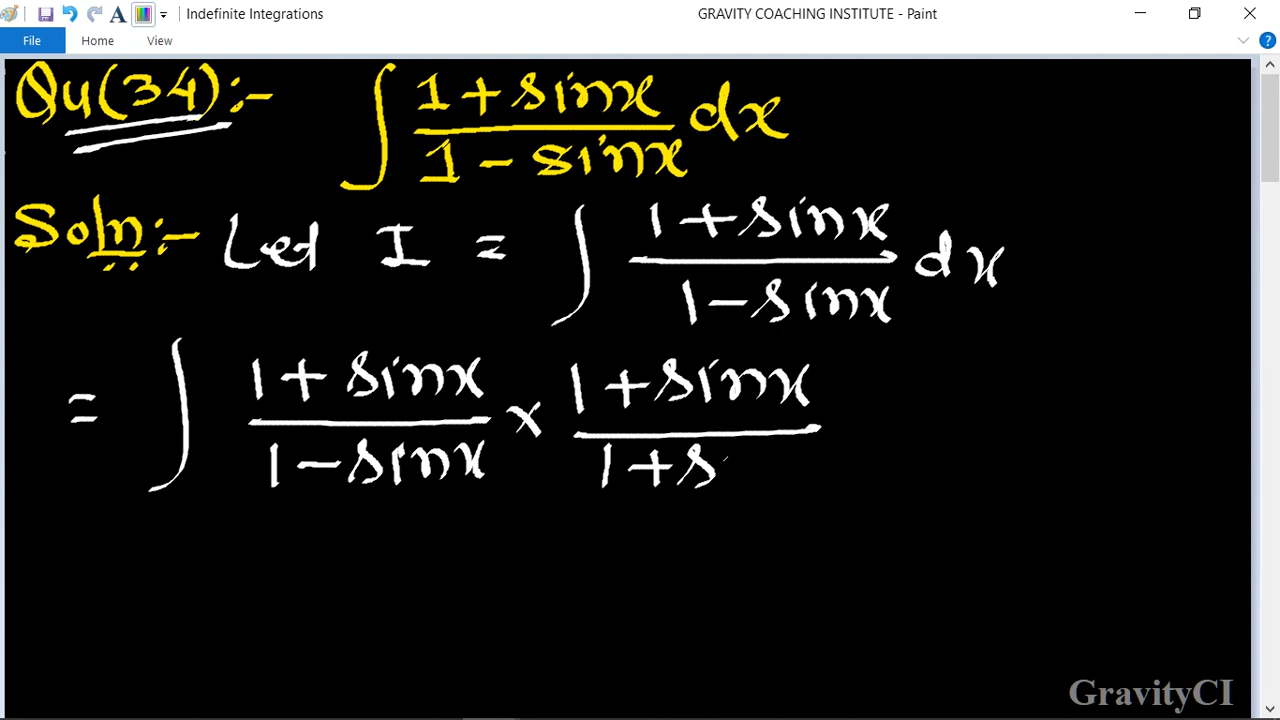 Indefinite Integrations
GRAVITY COACHING INSTITUTE - Paint
File Home View
Qu(34):- ∫ (1 + sinx)/(1 - sinx) dx
Soln:- Let I = ∫ (1 + sinx)/(1 - sinx) dx
= ∫ (1 + sinx)/(1 - sinx) × (1 + sinx)/(1 + s
GravityCI